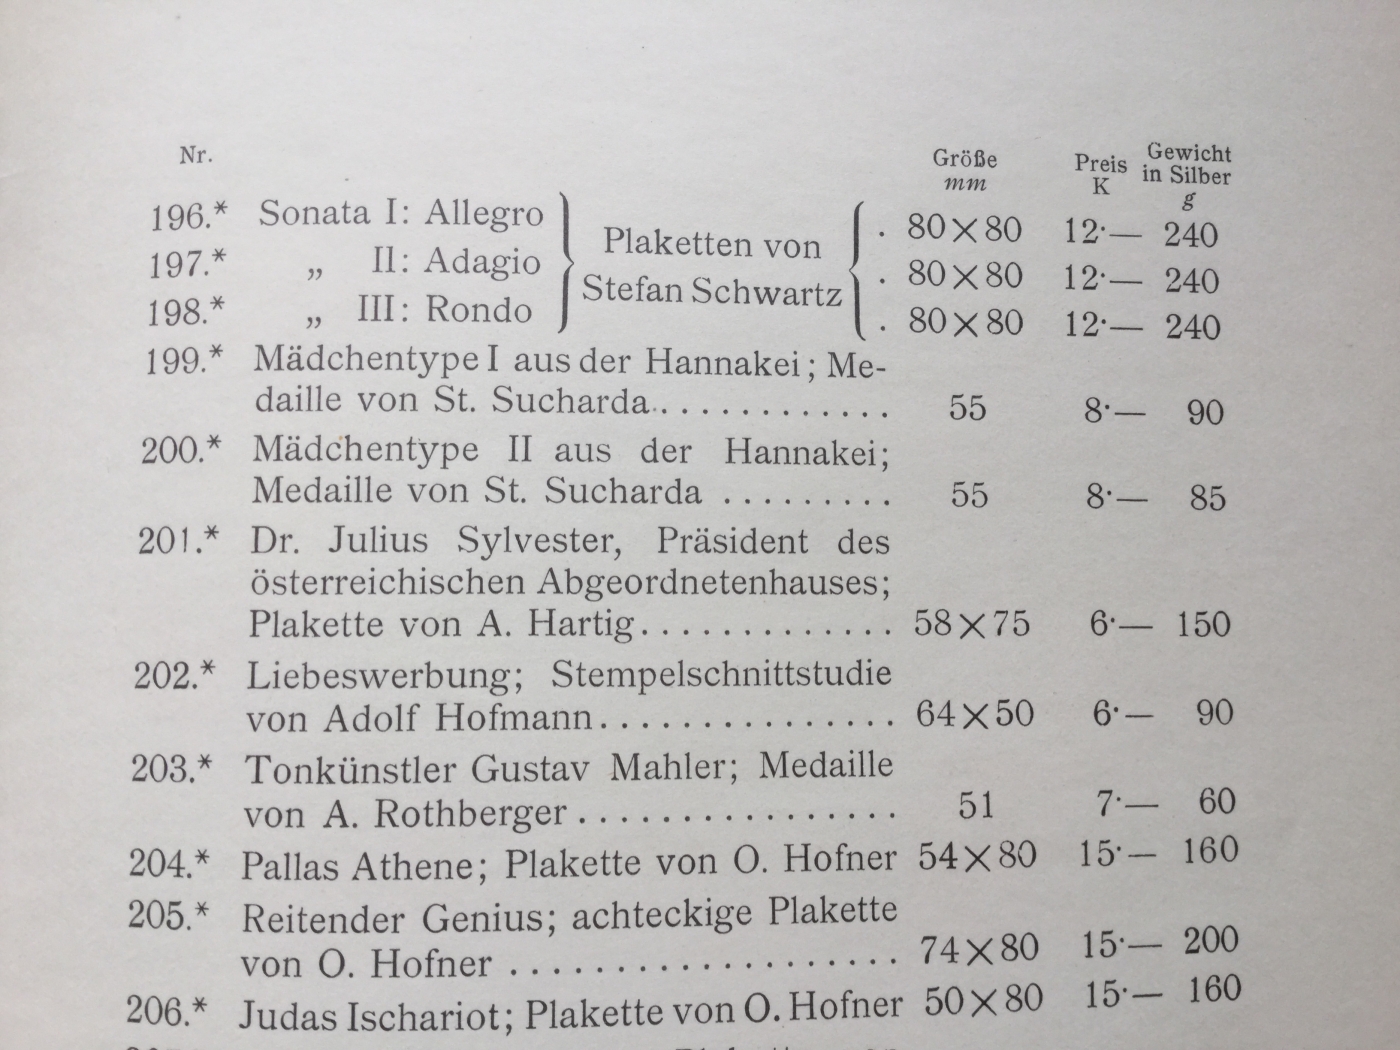 Nr. Größe Preis Gewicht
mm K in Silber
g
196.* Sonata I: Allegro . 80×80 12·— 240
Plaketten von
197.* „ II: Adagio . 80×80 12·— 240
Stefan Schwartz
198.* „ III: Rondo . 80×80 12·— 240
199.* Mädchentype I aus der Hannakei; Me-
daille von St. Sucharda.............. 55 8·— 90
200.* Mädchentype II aus der Hannakei;
Medaille von St. Sucharda ......... 55 8·— 85
201.* Dr. Julius Sylvester, Präsident des
österreichischen Abgeordnetenhauses;
Plakette von A. Hartig............. 58×75 6·— 150
202.* Liebeswerbung; Stempelschnittstudie
von Adolf Hofmann............... 64×50 6·— 90
203.* Tonkünstler Gustav Mahler; Medaille
von A. Rothberger ................ 51 7·— 60
204.* Pallas Athene; Plakette von O. Hofner 54×80 15·— 160
205.* Reitender Genius; achteckige Plakette
von O. Hofner ................... 74×80 15·— 200
206.* Judas Ischariot; Plakette von O. Hofner 50×80 15·— 160